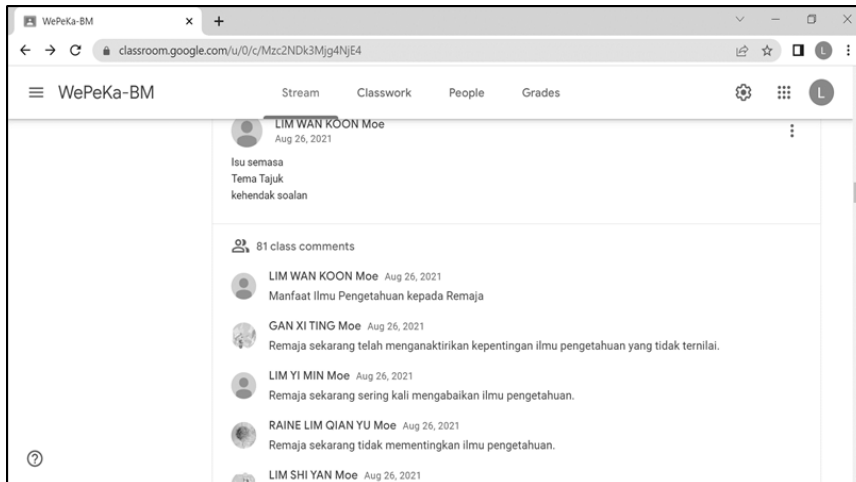 WePeKa-BM
classroom.google.com/u/0/c/Mzc2NDk3Mjg4NjE4
L
WePeKa-BM
Stream Classwork People Grades
L
LIM WAN KOON Moe
Aug 26, 2021
Isu semasa
Tema Tajuk
kehendak soalan
81 class comments
LIM WAN KOON Moe Aug 26, 2021
Manfaat Ilmu Pengetahuan kepada Remaja
GAN XI TING Moe Aug 26, 2021
Remaja sekarang telah menganaktirikan kepentingan ilmu pengetahuan yang tidak ternilai.
LIM YI MIN Moe Aug 26, 2021
Remaja sekarang sering kali mengabaikan ilmu pengetahuan.
RAINE LIM QIAN YU Moe Aug 26, 2021
Remaja sekarang tidak mementingkan ilmu pengetahuan.
LIM SHI YAN Moe Aug 26, 2021